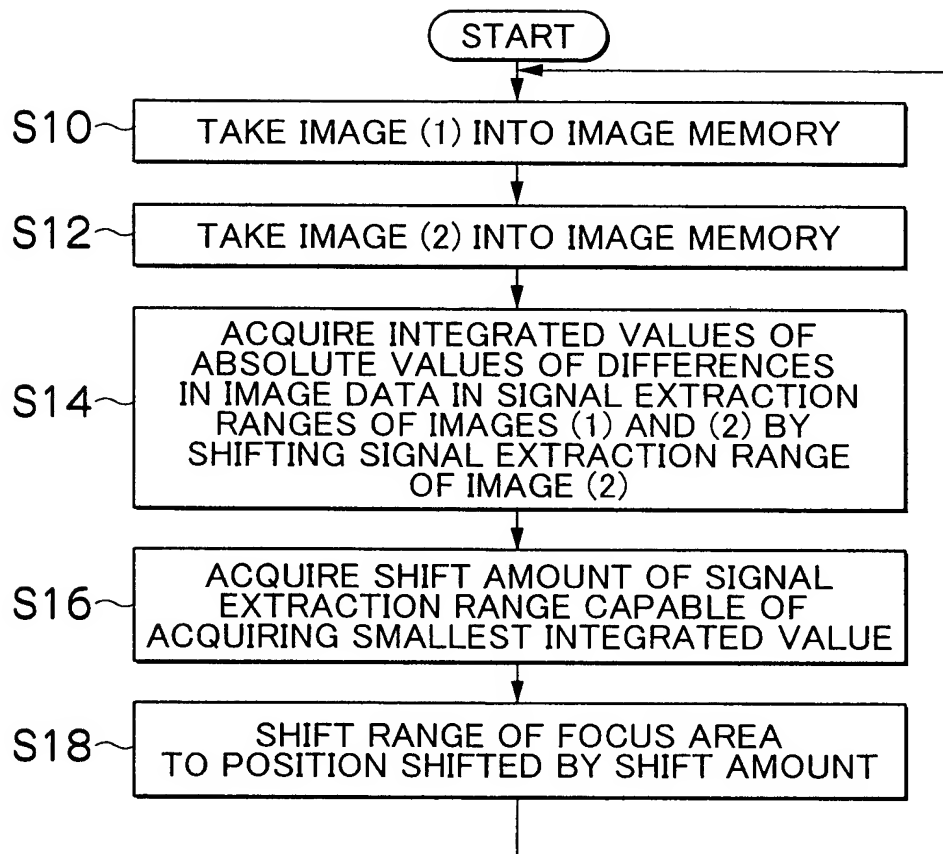 START
S10
TAKE IMAGE (1) INTO IMAGE MEMORY
S12
TAKE IMAGE (2) INTO IMAGE MEMORY
S14
ACQUIRE INTEGRATED VALUES OF
ABSOLUTE VALUES OF DIFFERENCES
IN IMAGE DATA IN SIGNAL EXTRACTION
RANGES OF IMAGES (1) AND (2) BY
SHIFTING SIGNAL EXTRACTION RANGE
OF IMAGE (2)
S16
ACQUIRE SHIFT AMOUNT OF SIGNAL
EXTRACTION RANGE CAPABLE OF
ACQUIRING SMALLEST INTEGRATED VALUE
S18
SHIFT RANGE OF FOCUS AREA
TO POSITION SHIFTED BY SHIFT AMOUNT